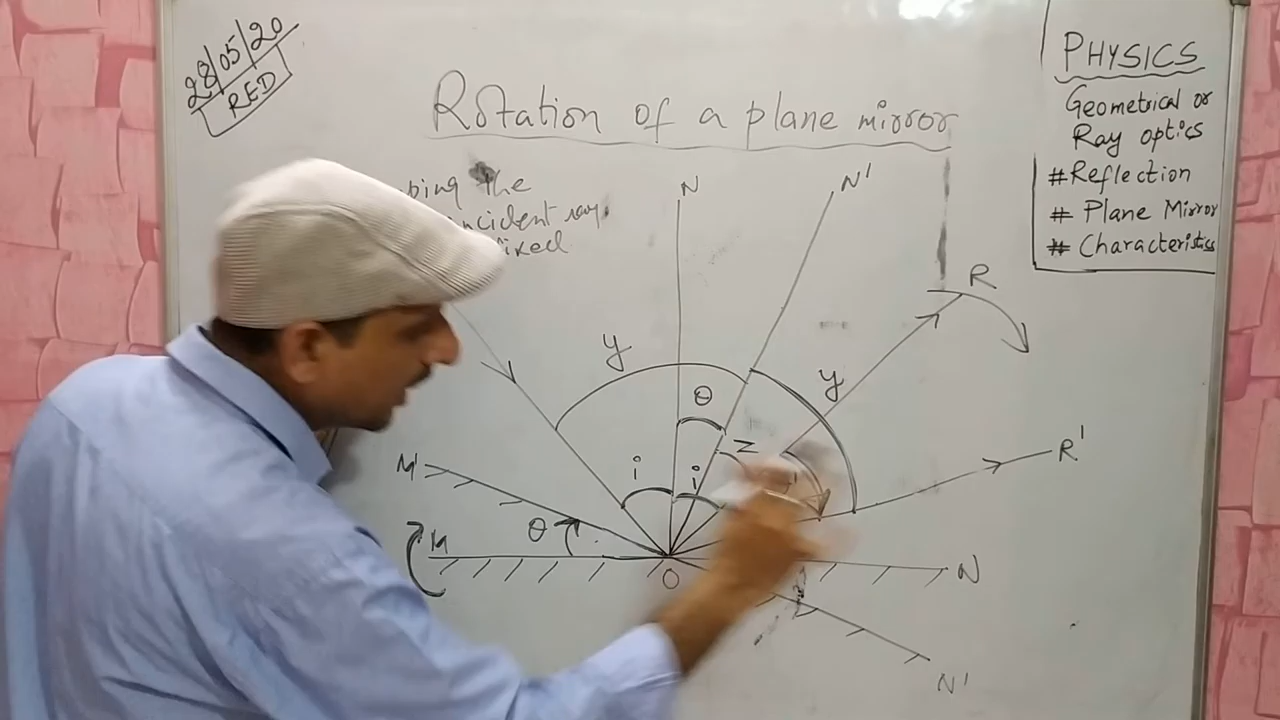 28/05/20
RED
Rotation of a plane mirror
PHYSICS
Geometrical or
Ray optics
#Reflection
# Plane Mirror
# Characteristics
the
incident ray.
N
N'
R
y
y
θ
z
i
i
M'
R'
θ
M
O
N
N'